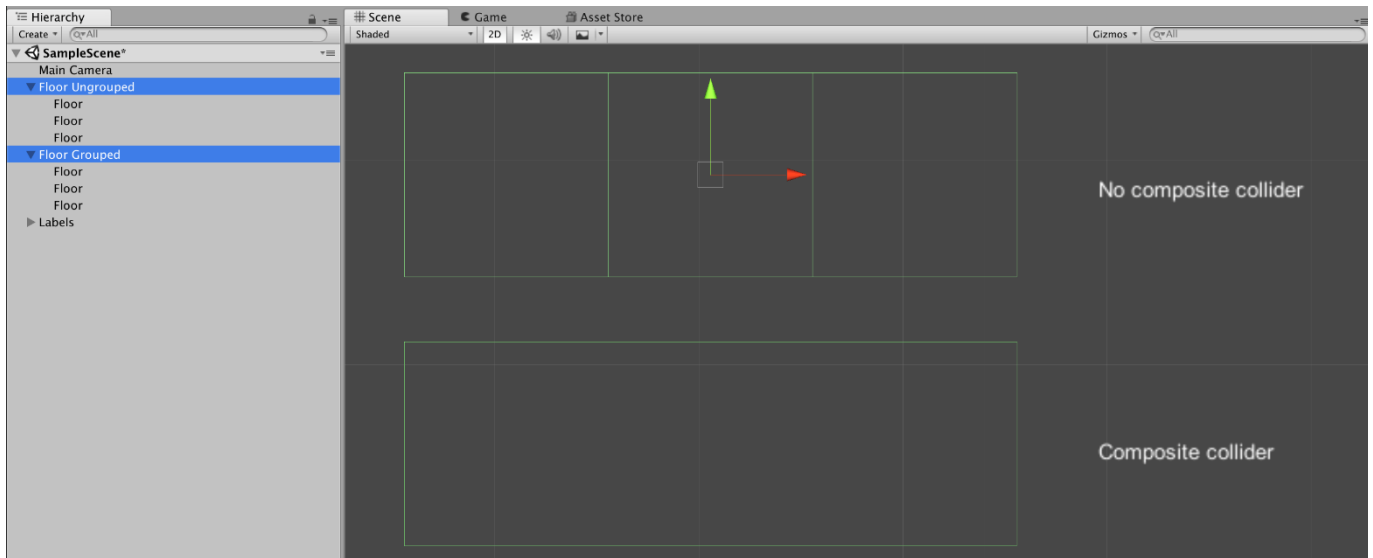 Hierarchy
Scene
Game
Asset Store
Create
All
Shaded
2D
Gizmos
All
SampleScene*
Main Camera
Floor Ungrouped
Floor
Floor
Floor
Floor Grouped
Floor
Floor
Floor
Labels
No composite collider
Composite collider